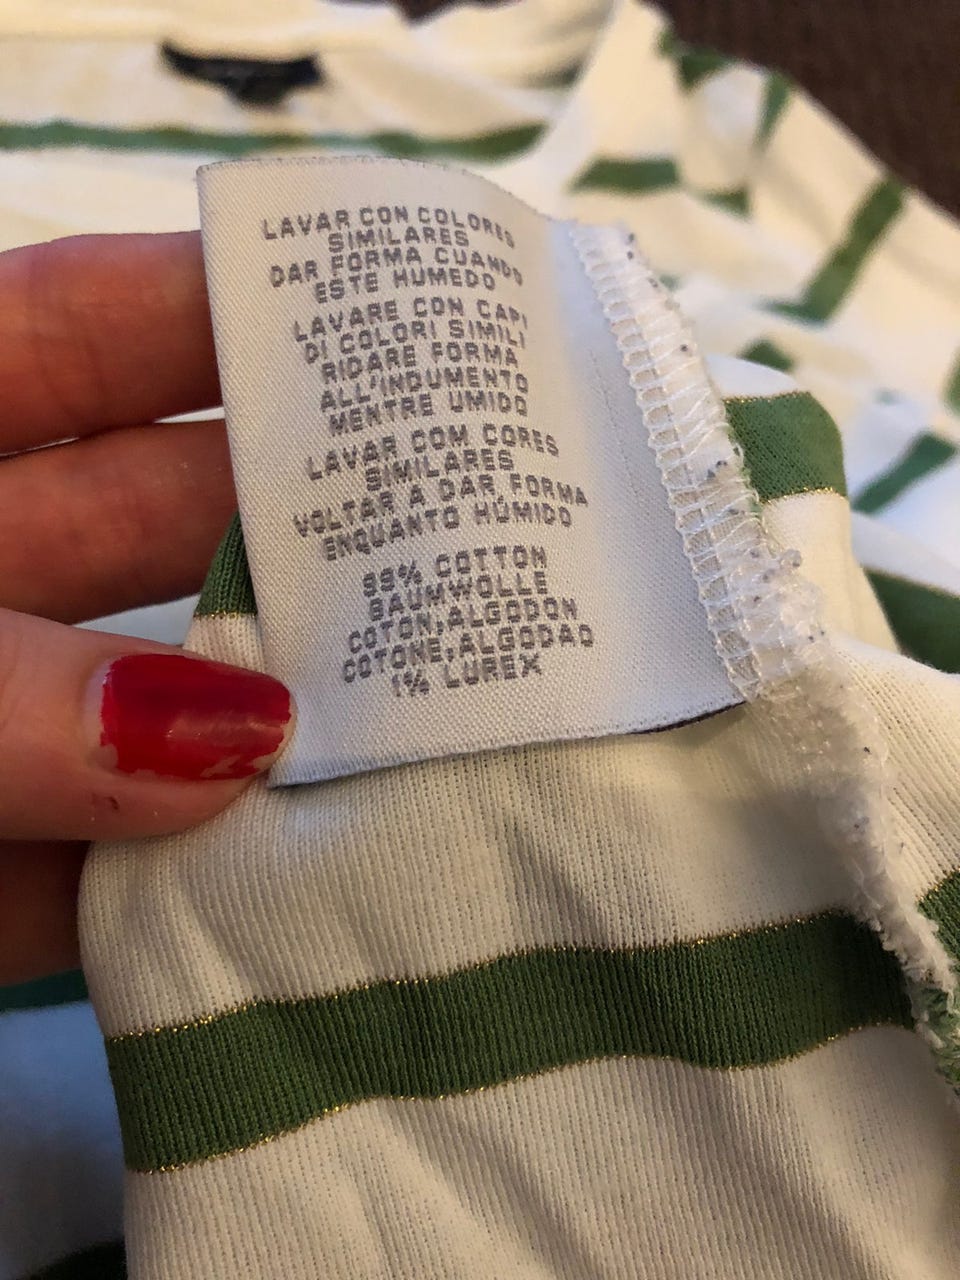 LAVAR CON COLORES
SIMILARES
DAR FORMA CUANDO
ESTE HUMEDO
LAVARE CON CAPI
DI COLORI SIMILI
RIDARE FORMA
ALL'INDUMENTO
MENTRE UMIDO
LAVAR COM CORES
SIMILARES
VOLTAR A DAR FORMA
ENQUANTO HÚMIDO
99% COTTON
BAUMWOLLE
COTON,ALGODON
COTONE,ALGODAO
1% LUREX